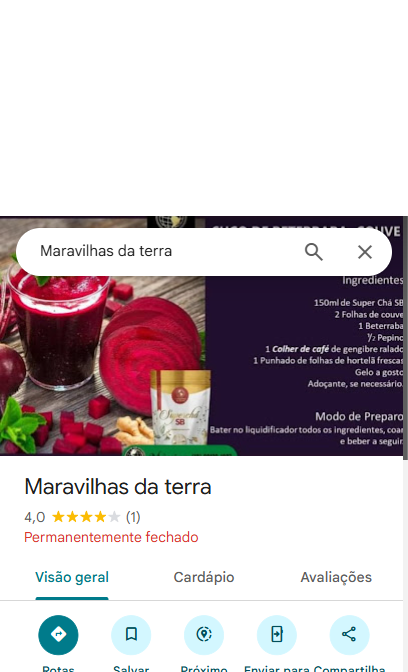 SUCO DE BETERRABA, COUVE
Maravilhas da terra
Ingredientes
150ml de Super Chá SB
2 Folhas de couve
1 Beterraba
½ Pepino
1 Colher de café de gengibre ralado
1 Punhado de folhas de hortelã frescas
Gelo a gosto
Adoçante, se necessário.
Modo de Preparo
Bater no liquidificador todos os ingredientes, coar
e beber a seguir.
SB
Maravilhas da terra
4,0 (1)
Permanentemente fechado
Visão geral
Cardápio
Avaliações
Rotas
Salvar
Próximo
Enviar para
Compartilha